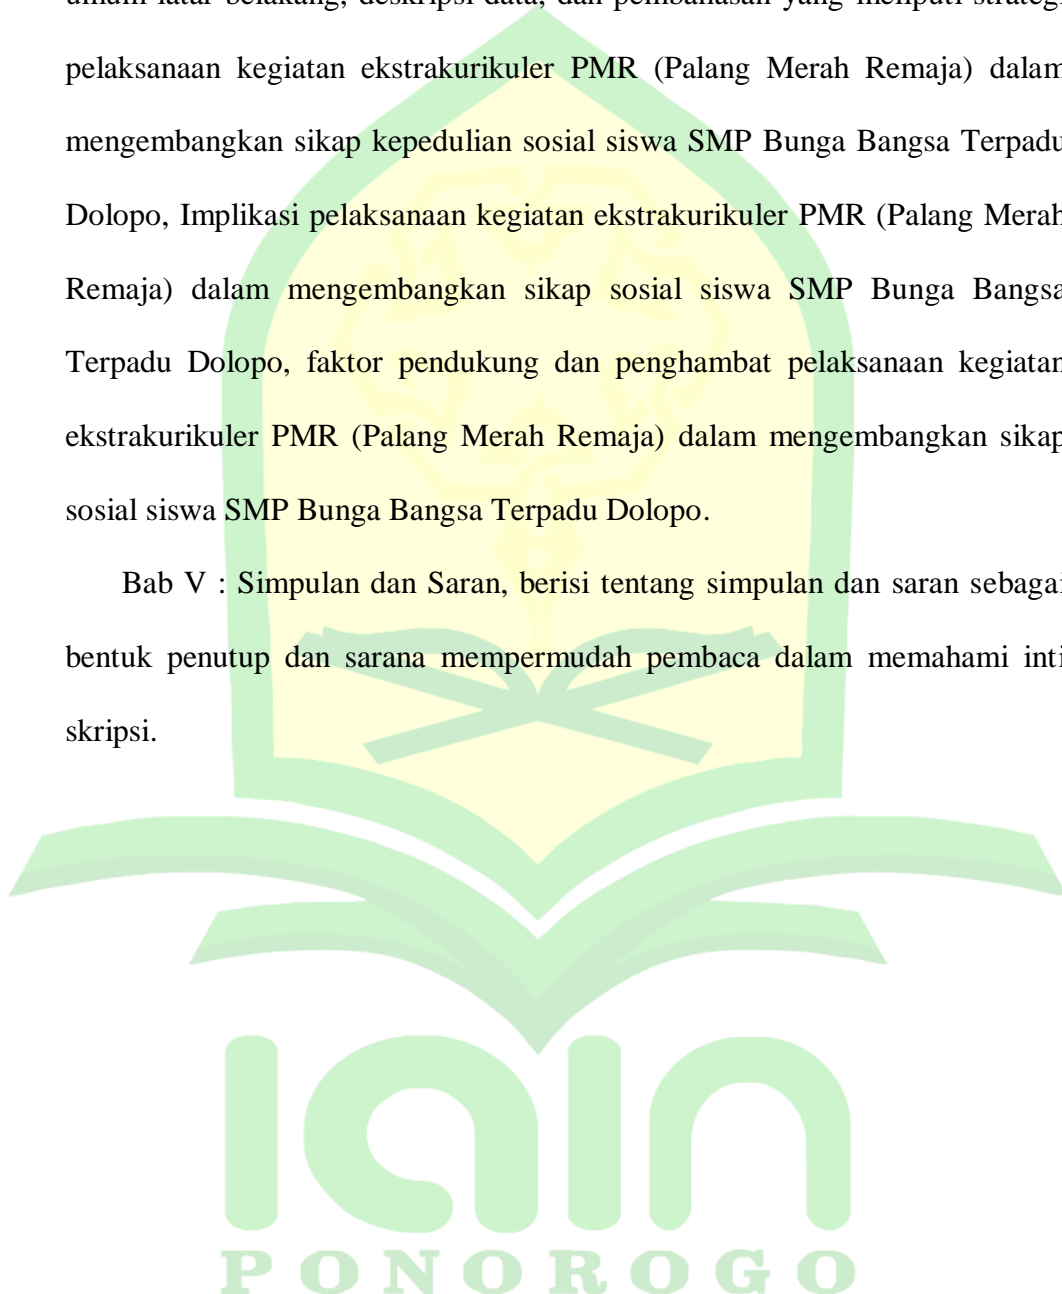 umum latar belakang, deskripsi data, dan pembahasan yang meliputi strategi
pelaksanaan kegiatan ekstrakurikuler PMR (Palang Merah Remaja) dalam
mengembangkan sikap kepedulian sosial siswa SMP Bunga Bangsa Terpadu
Dolopo, Implikasi pelaksanaan kegiatan ekstrakurikuler PMR (Palang Merah
Remaja) dalam mengembangkan sikap sosial siswa SMP Bunga Bangsa
Terpadu Dolopo, faktor pendukung dan penghambat pelaksanaan kegiatan
ekstrakurikuler PMR (Palang Merah Remaja) dalam mengembangkan sikap
sosial siswa SMP Bunga Bangsa Terpadu Dolopo.
Bab V : Simpulan dan Saran, berisi tentang simpulan dan saran sebagai
bentuk penutup dan sarana mempermudah pembaca dalam memahami inti
skripsi.
IAIN
PONOROGO